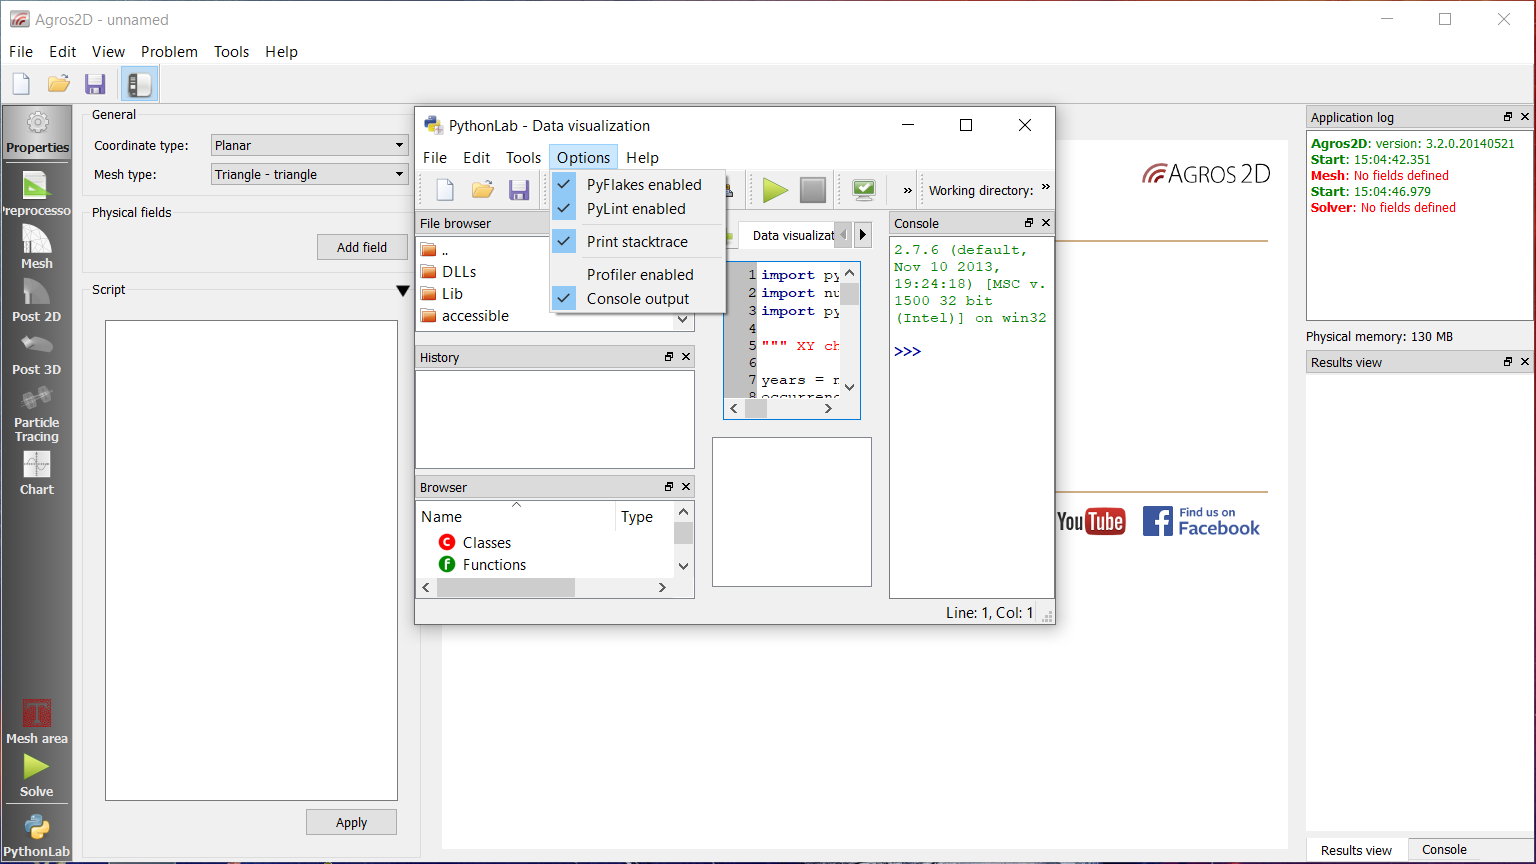 Agros2D - unnamed
File Edit View Problem Tools Help
Properties
Preprocesso
Mesh
Post 2D
Post 3D
Particle
Tracing
Chart
Mesh area
Solve
PythonLab
General
Coordinate type: Planar
Mesh type: Triangle - triangle
Physical fields
Add field
Script
Apply
PythonLab - Data visualization
File Edit Tools Options Help
PyFlakes enabled
PyLint enabled
Print stacktrace
Profiler enabled
Console output
» Working directory: »
File browser
..
DLLs
Lib
accessible
History
Browser
Name Type
Classes
Functions
Data visualizat
1 import py
2 import nu
3 import py
4
5 """ XY ch
6
7 years = n
8 occurrenc
Console
2.7.6 (default,
Nov 10 2013,
19:24:18) [MSC v.
1500 32 bit
(Intel)] on win32
>>>
Line: 1, Col: 1
AGROS 2D
YouTube
Find us on
Facebook
Application log
Agros2D: version: 3.2.0.20140521
Start: 15:04:42.351
Mesh: No fields defined
Start: 15:04:46.979
Solver: No fields defined
Physical memory: 130 MB
Results view
Results view Console